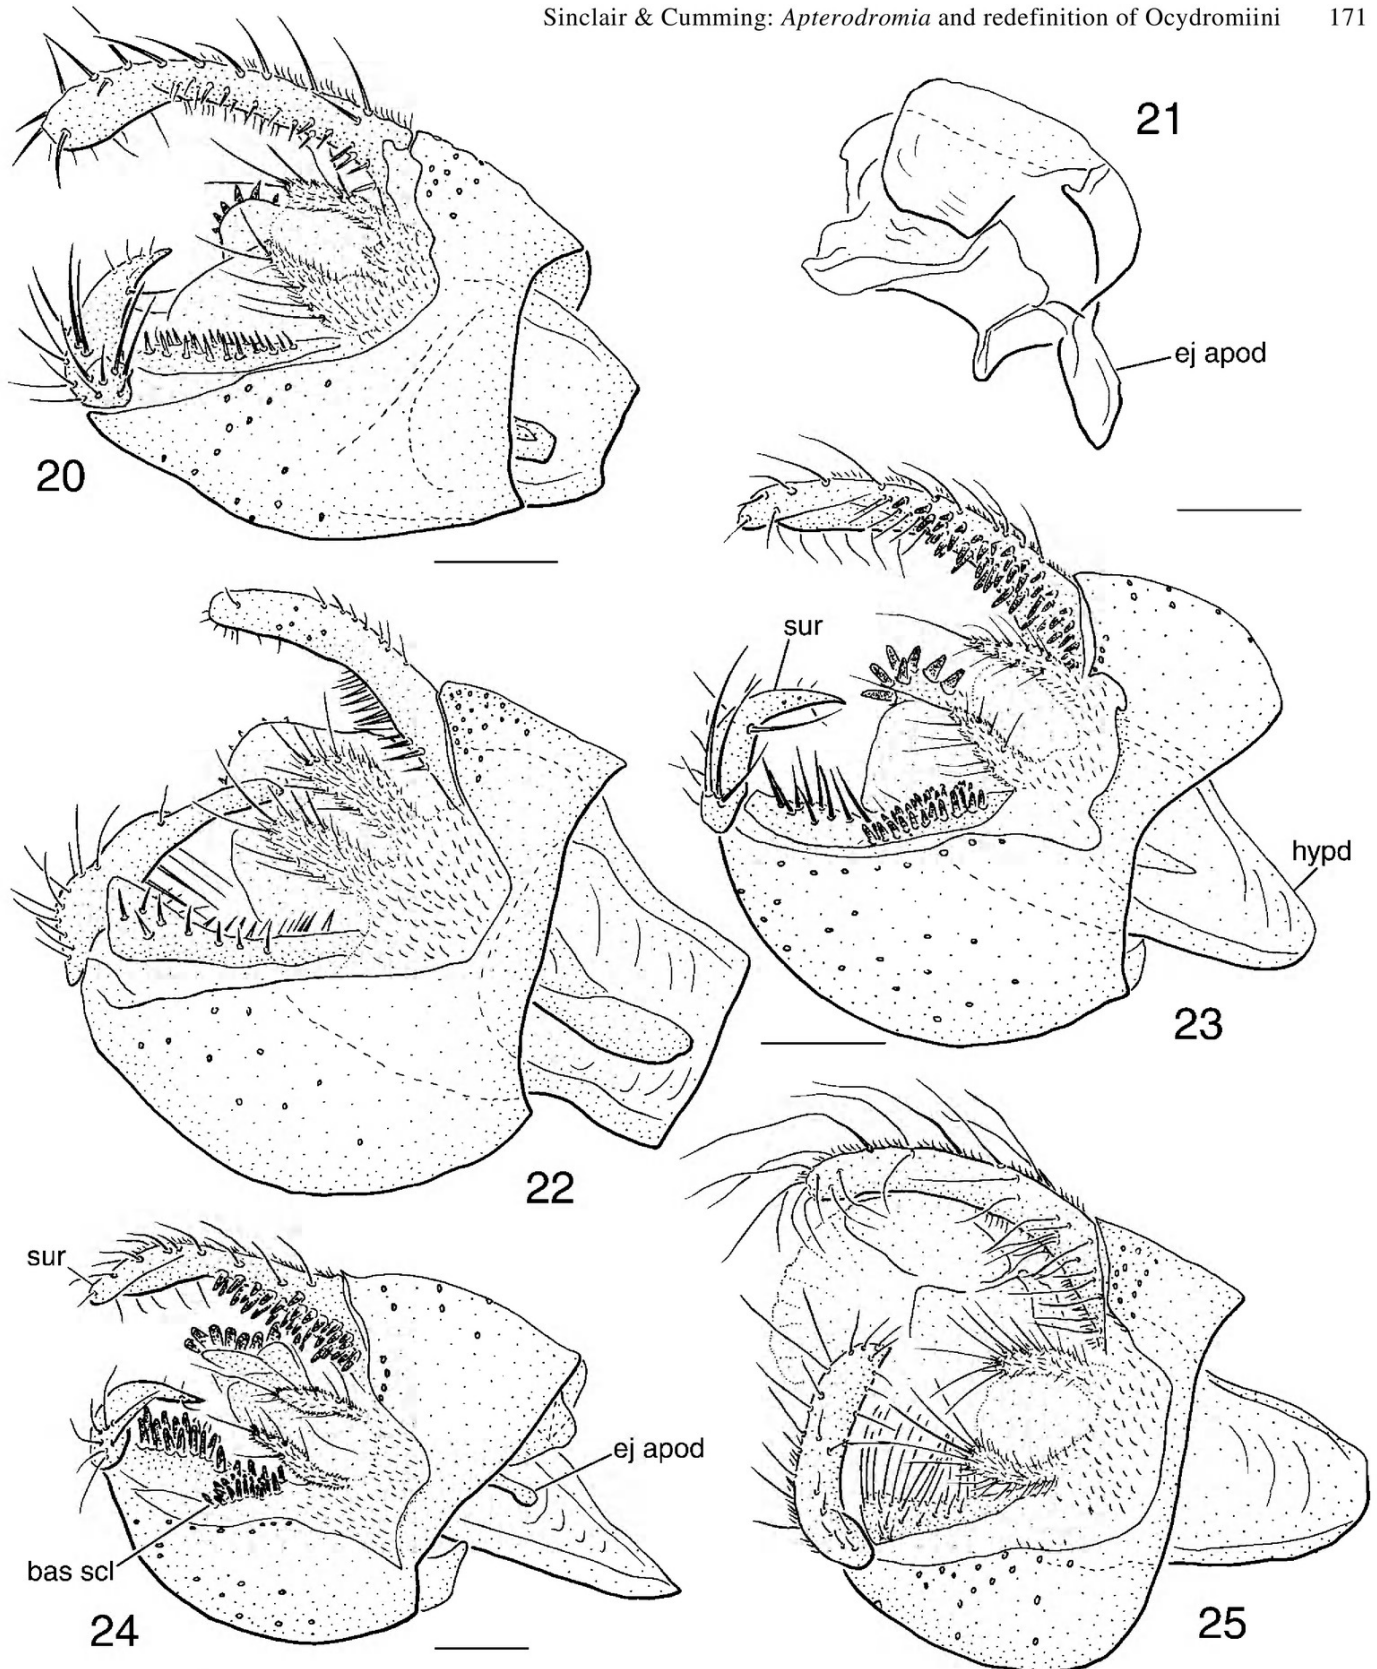 Sinclair & Cumming: Apterodromia and redefinition of Ocydromiini 171
21
ej apod
20
sur
hypd
23
22
sur
ej apod
bas scl
24
25